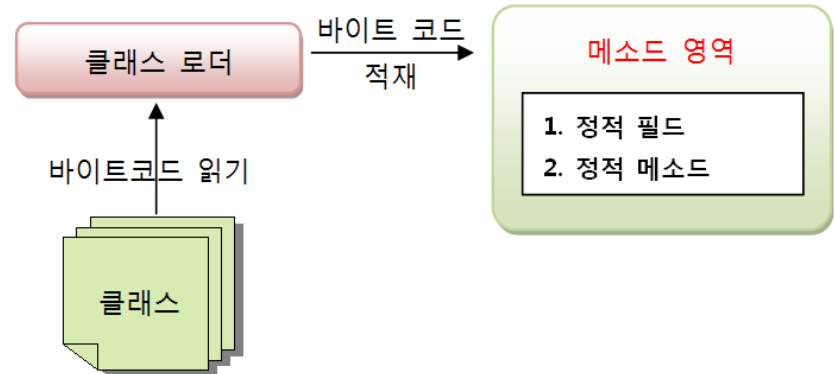 클래스 로더
바이트 코드
적재
메소드 영역
1. 정적 필드
2. 정적 메소드
바이트코드 읽기
클래스